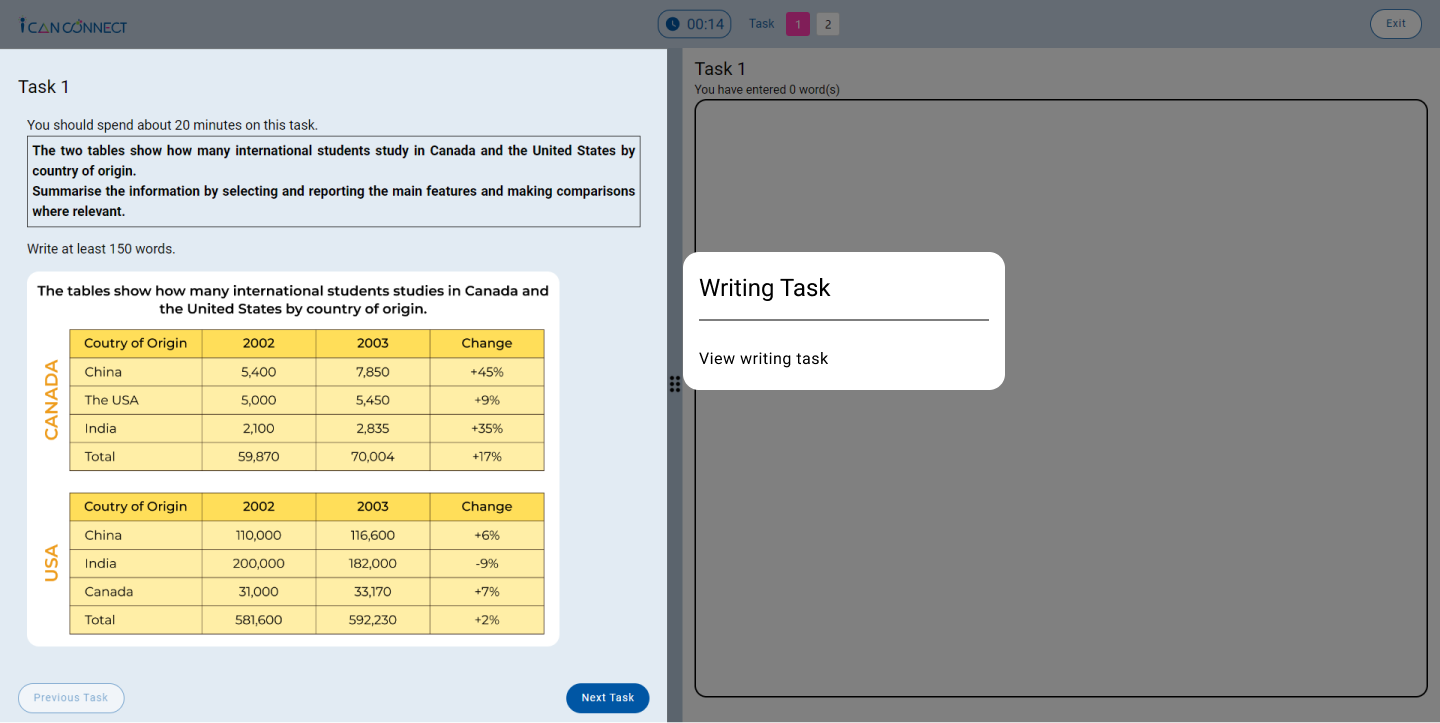 i CAN CONNECT
00:14
Task
1
2
Exit
Task 1
You should spend about 20 minutes on this task.
The two tables show how many international students study in Canada and the United States by
country of origin.
Summarise the information by selecting and reporting the main features and making comparisons
where relevant.
Write at least 150 words.
The tables show how many international students studies in Canada and
the United States by country of origin.
CANADA
Coutry of Origin 2002 2003 Change
China 5,400 7,850 +45%
The USA 5,000 5,450 +9%
India 2,100 2,835 +35%
Total 59,870 70,004 +17%
USA
Coutry of Origin 2002 2003 Change
China 110,000 116,600 +6%
India 200,000 182,000 -9%
Canada 31,000 33,170 +7%
Total 581,600 592,230 +2%
Previous Task
Next Task
Task 1
You have entered 0 word(s)
Writing Task
View writing task